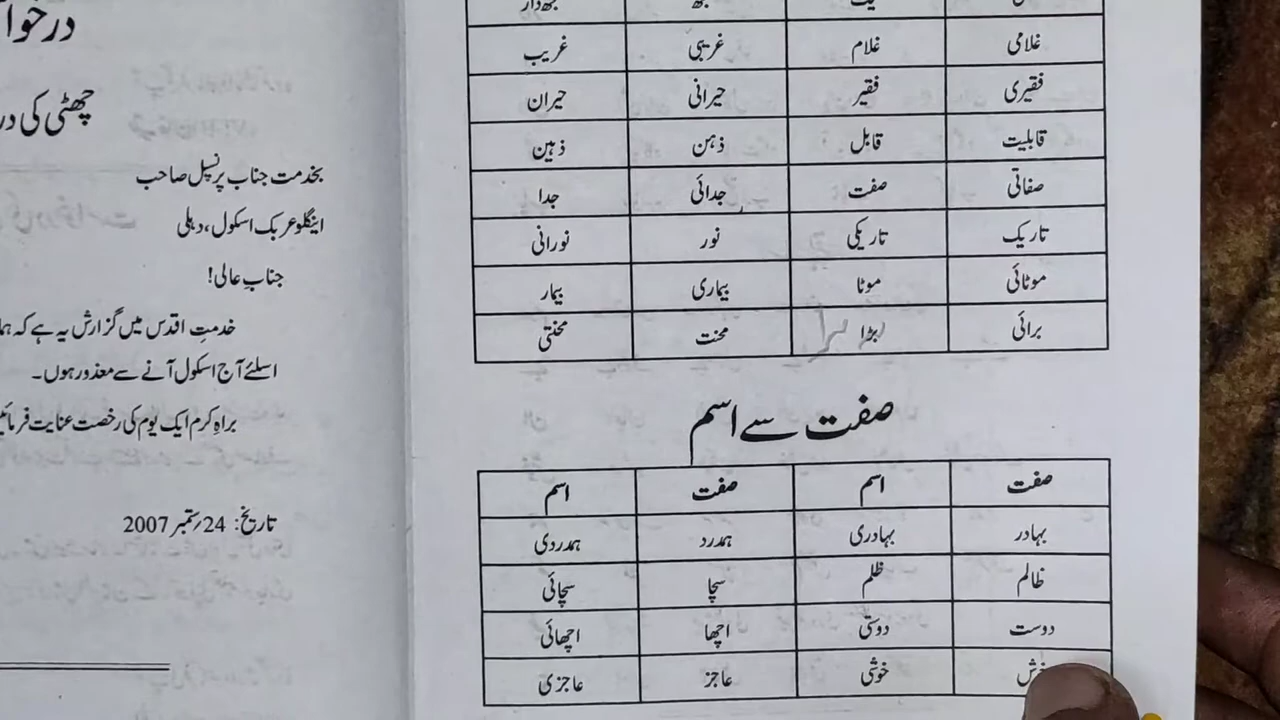 غلامی غلام غریبی غریب
فقیری فقیر حیرانی حیران
قابلیت قابل ذہن ذہین
صفاتی صفت جدائی جدا
تاریک تاریکی نور نورانی
موٹائی موٹا بیماری بیمار
برائی بڑا محنت محنتی
صفت سے اسم
صفت اسم صفت اسم
بہادر بہادری ہمدرد ہمدردی
ظالم ظلم سچا سچائی
دوست دوستی اچھا اچھائی
خوشی عاجز عاجزی
چھٹی کی
بخدمت جناب پرنسپل صاحب
اینگلو عربک اسکول، دہلی
جنابِ عالی!
خدمتِ اقدس میں گزارش یہ ہے کہ
اسلئے آج اسکول آنے سے معذور ہوں۔
براہِ کرم ایک یوم کی رخصت عنایت
تاریخ: 24؍ستمبر 2007